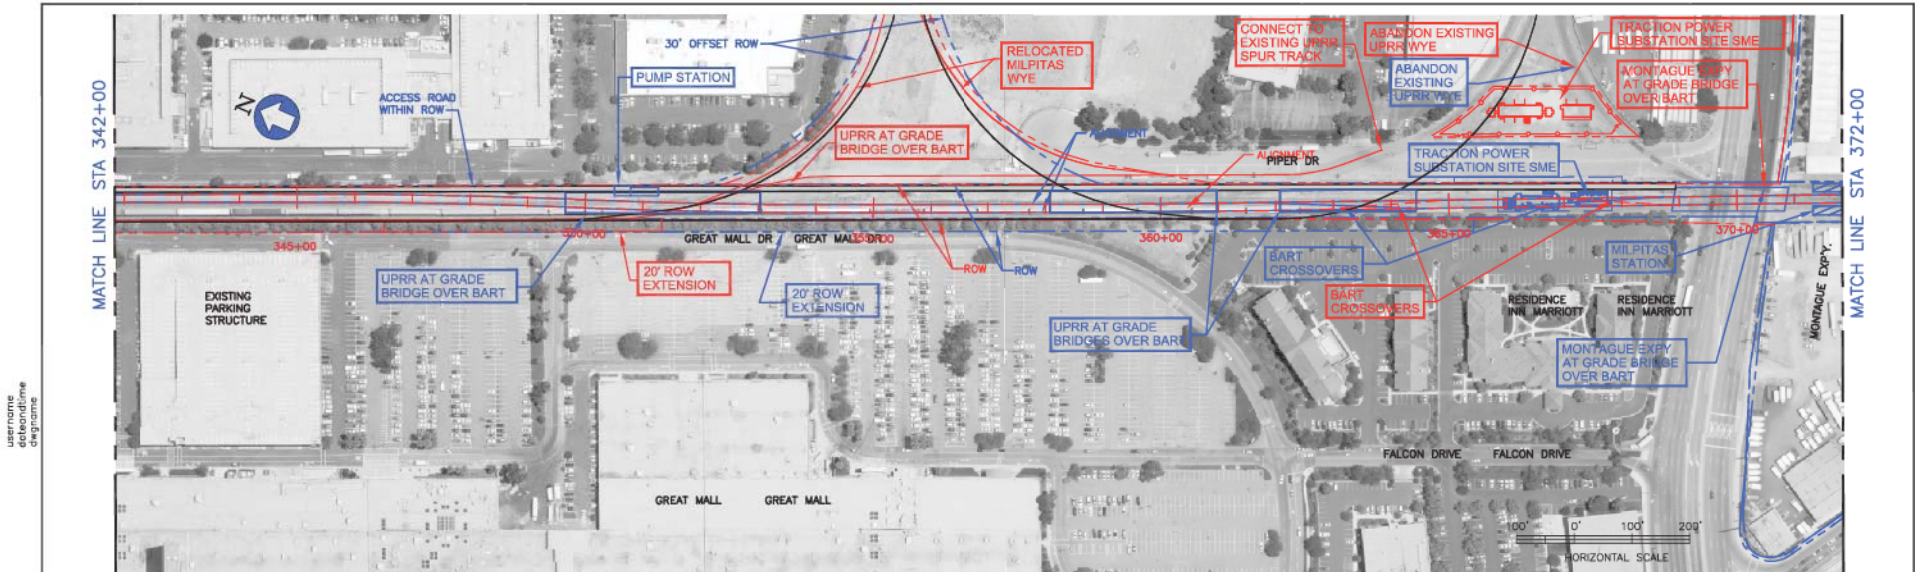 30' OFFSET ROW
PUMP STATION
ACCESS ROAD
WITHIN ROW
N
RELOCATED
MILPITAS
WYE
UPRR AT GRADE
BRIDGE OVER BART
CONNECT TO
EXISTING UPRR
SPUR TRACK
ABANDON EXISTING
UPRR WYE
ABANDON
EXISTING
UPRR WYE
TRACTION POWER
SUBSTATION SITE SME
MONTAGUE EXPY
AT GRADE BRIDGE
OVER BART
ALIGNMENT
ALIGNMENT
PIPER DR
TRACTION POWER
SUBSTATION SITE SME
MATCH LINE STA 342+00
MATCH LINE STA 372+00
345+00
GREAT MALL DR
GREAT MALL DR
360+00
365+00
370+00
UPRR AT GRADE
BRIDGE OVER BART
20' ROW
EXTENSION
20' ROW
EXTENSION
ROW
ROW
UPRR AT GRADE
BRIDGES OVER BART
BART
CROSSOVERS
BART
CROSSOVERS
MILPITAS
STATION
MONTAGUE EXPY.
RESIDENCE
INN MARRIOTT
RESIDENCE
INN MARRIOTT
MONTAGUE EXPY
AT GRADE BRIDGE
OVER BART
EXISTING
PARKING
STRUCTURE
FALCON DRIVE
FALCON DRIVE
GREAT MALL
GREAT MALL
100' 0' 100' 200'
HORIZONTAL SCALE
username
dateandtime
dwgname